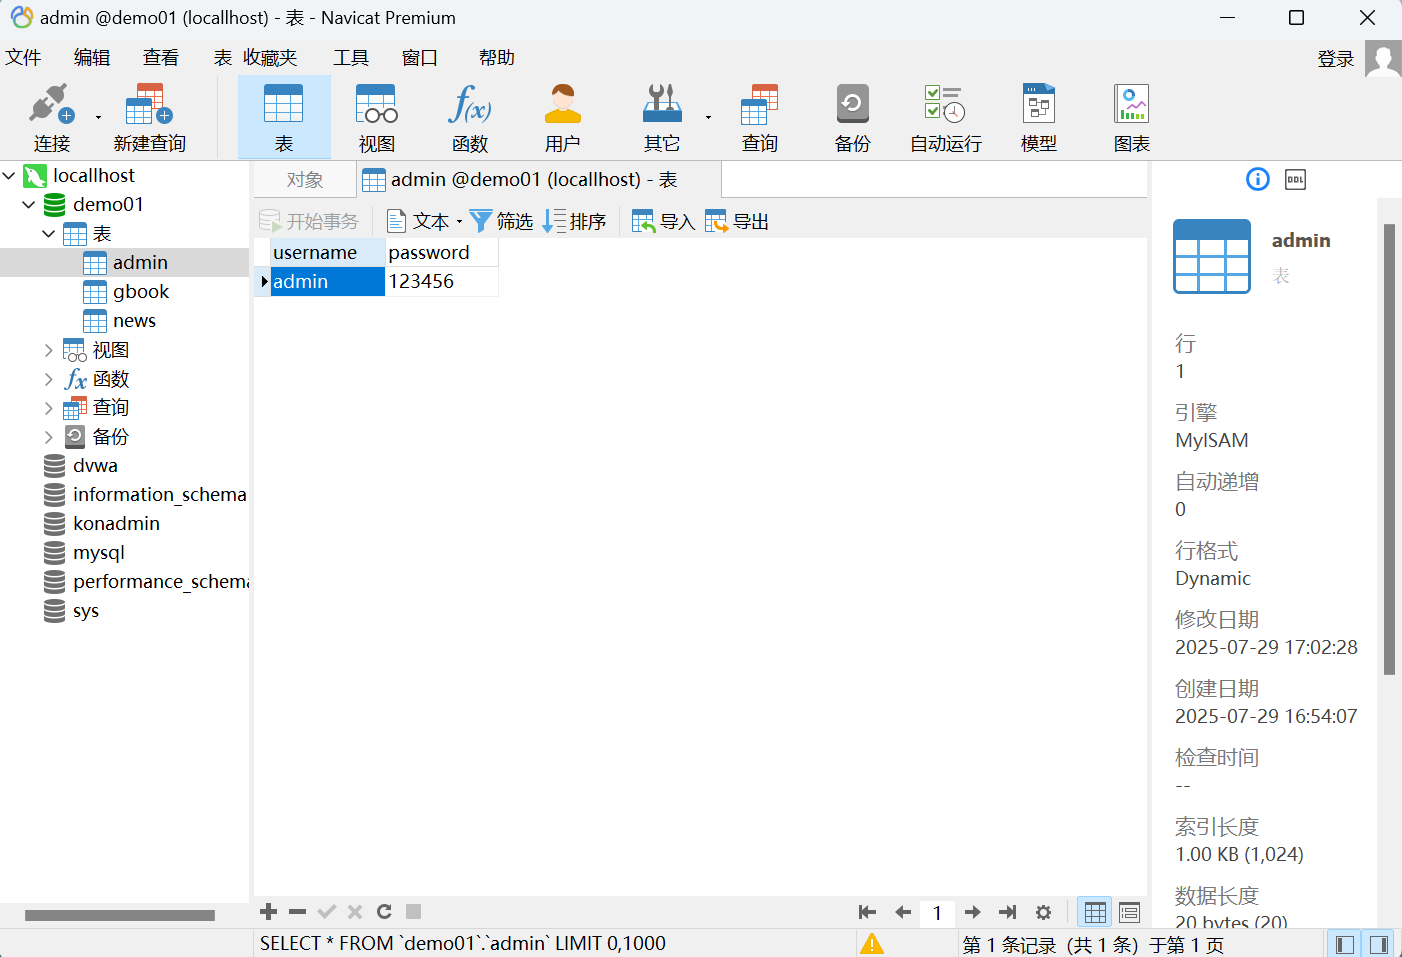 admin @demo01 (locallhost) - 表 - Navicat Premium
文件 编辑 查看 表 收藏夹 工具 窗口 帮助 登录
连接 新建查询 表 视图 函数 用户 其它 查询 备份 自动运行 模型 图表
locallhost
demo01
表
admin
gbook
news
视图
函数
查询
备份
dvwa
information_schema
konadmin
mysql
performance_schema
sys
对象 admin @demo01 (locallhost) - 表
开始事务 文本 筛选 排序 导入 导出
username password
admin 123456
DDL
admin
表
行
1
引擎
MyISAM
自动递增
0
行格式
Dynamic
修改日期
2025-07-29 17:02:28
创建日期
2025-07-29 16:54:07
检查时间
--
索引长度
1.00 KB (1,024)
数据长度
20 bytes (20)
1
SELECT * FROM `demo01`.`admin` LIMIT 0,1000
第 1 条记录（共 1 条）于第 1 页